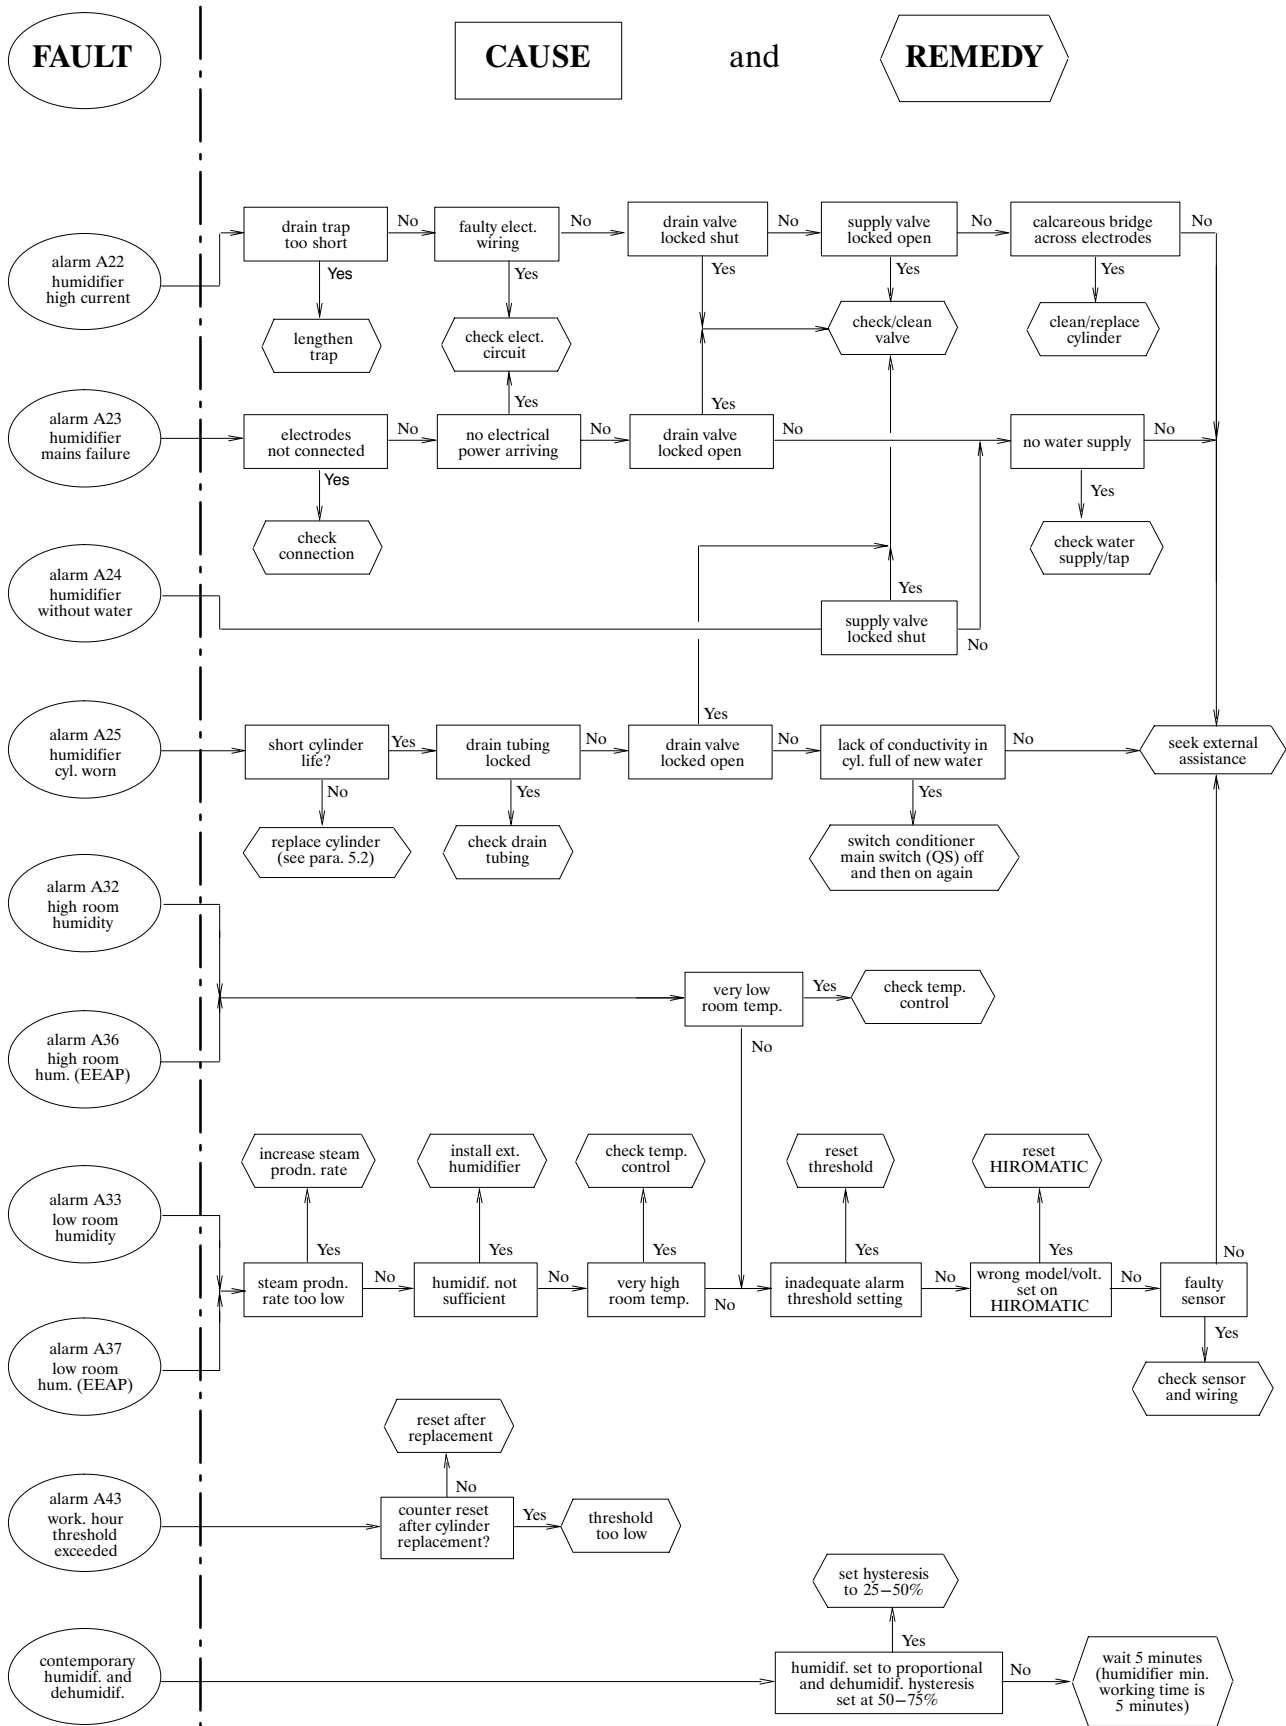 FAULT
CAUSE
and
REMEDY
alarm A22
humidifier
high current
drain trap
too short
No
faulty elect.
wiring
No
drain valve
locked shut
No
supply valve
locked open
No
calcareous bridge
across electrodes
No
Yes
Yes
Yes
Yes
Yes
lengthen
trap
check elect.
circuit
check/clean
valve
clean/replace
cylinder
Yes
Yes
Yes
alarm A23
humidifier
mains failure
electrodes
not connected
No
no electrical
power arriving
No
drain valve
locked open
No
no water supply
No
Yes
Yes
check
connection
check water
supply/tap
alarm A24
humidifier
without water
Yes
supply valve
locked shut
No
Yes
alarm A25
humidifier
cyl. worn
short cylinder
life?
Yes
drain tubing
locked
No
drain valve
locked open
No
lack of conductivity in
cyl. full of new water
No
seek external
assistance
No
Yes
Yes
replace cylinder
(see para. 5.2)
check drain
tubing
switch conditioner
main switch (QS) off
and then on again
alarm A32
high room
humidity
very low
room temp.
Yes
check temp.
control
No
alarm A36
high room
hum. (EEAP)
increase steam
prodn. rate
install ext.
humidifier
check temp.
control
reset
threshold
reset
HIROMATIC
alarm A33
low room
humidity
Yes
Yes
Yes
Yes
Yes
No
steam prodn.
rate too low
No
humidif. not
sufficient
No
very high
room temp.
No
inadequate alarm
threshold setting
No
wrong model/volt.
set on
HIROMATIC
No
faulty
sensor
Yes
alarm A37
low room
hum. (EEAP)
check sensor
and wiring
reset after
replacement
No
alarm A43
work. hour
threshold
exceeded
counter reset
after cylinder
replacement?
Yes
threshold
too low
set hysteresis
to 25−50%
Yes
contemporary
humidif. and
dehumidif.
humidif. set to proportional
and dehumidif. hysteresis
set at 50−75%
No
wait 5 minutes
(humidifier min.
working time is
5 minutes)